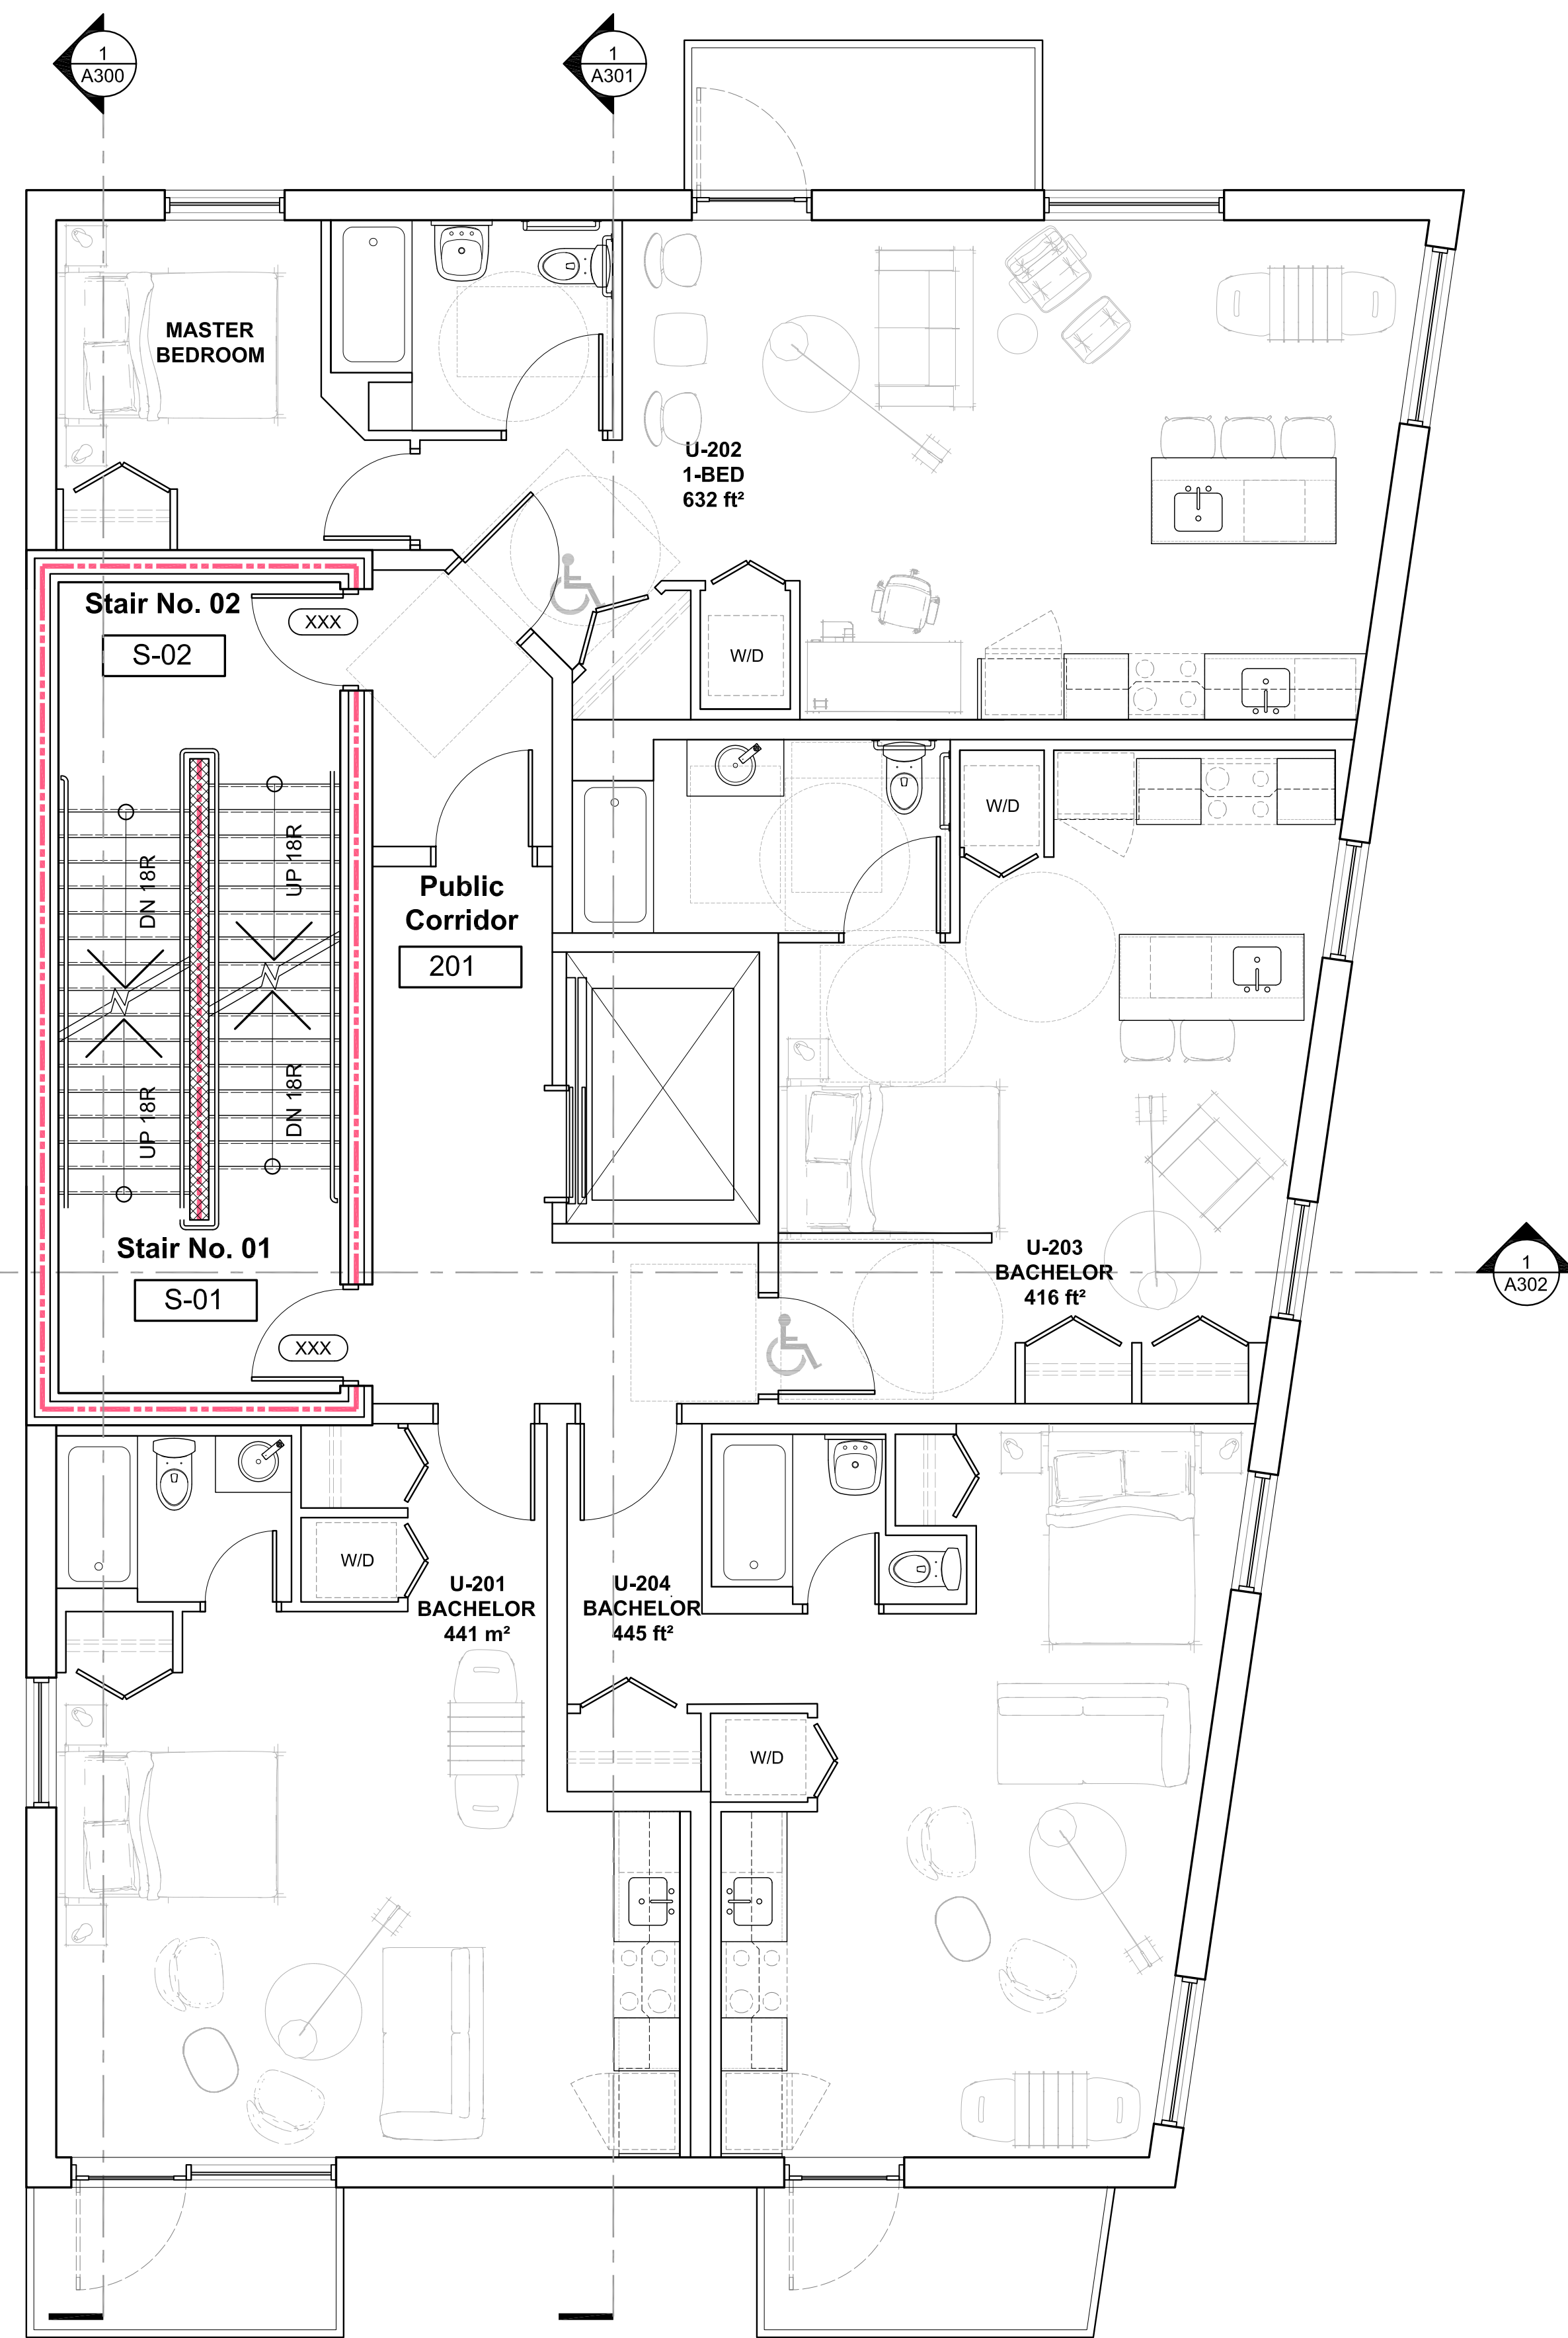 1
A300
1
A301
MASTER
BEDROOM
U-202
1-BED
632 ft²
Stair No. 02
XXX
S-02
W/D
W/D
DN 18R
UP 18R
Public
Corridor
201
UP 18R
DN 18R
Stair No. 01
S-01
XXX
U-203
BACHELOR
416 ft²
1
A302
W/D
U-201
BACHELOR
441 m²
U-204
BACHELOR
445 ft²
W/D